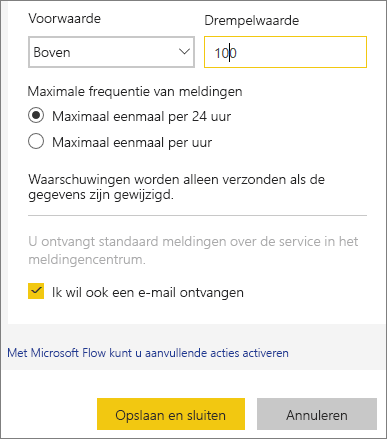 Voorwaarde
Drempelwaarde
Boven
100
Maximale frequentie van meldingen
Maximaal eenmaal per 24 uur
Maximaal eenmaal per uur
Waarschuwingen worden alleen verzonden als de
gegevens zijn gewijzigd.
U ontvangt standaard meldingen over de service in het
meldingencentrum.
Ik wil ook een e-mail ontvangen
Met Microsoft Flow kunt u aanvullende acties activeren
Opslaan en sluiten
Annuleren